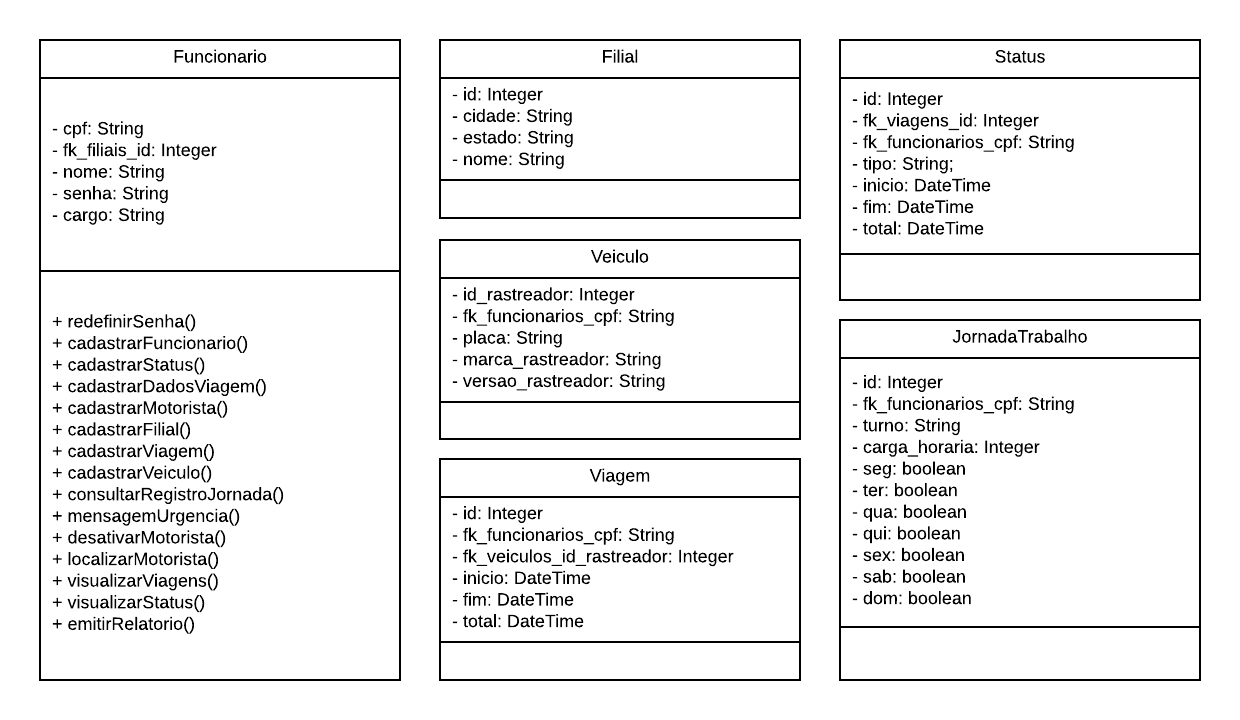 Funcionario
- cpf: String
- fk_filiais_id: Integer
- nome: String
- senha: String
- cargo: String
+ redefinirSenha()
+ cadastrarFuncionario()
+ cadastrarStatus()
+ cadastrarDadosViagem()
+ cadastrarMotorista()
+ cadastrarFilial()
+ cadastrarViagem()
+ cadastrarVeiculo()
+ consultarRegistroJornada()
+ mensagemUrgencia()
+ desativarMotorista()
+ localizarMotorista()
+ visualizarViagens()
+ visualizarStatus()
+ emitirRelatorio()
Filial
- id: Integer
- cidade: String
- estado: String
- nome: String
Veiculo
- id_rastreador: Integer
- fk_funcionarios_cpf: String
- placa: String
- marca_rastreador: String
- versao_rastreador: String
Viagem
- id: Integer
- fk_funcionarios_cpf: String
- fk_veiculos_id_rastreador: Integer
- inicio: DateTime
- fim: DateTime
- total: DateTime
Status
- id: Integer
- fk_viagens_id: Integer
- fk_funcionarios_cpf: String
- tipo: String;
- inicio: DateTime
- fim: DateTime
- total: DateTime
JornadaTrabalho
- id: Integer
- fk_funcionarios_cpf: String
- turno: String
- carga_horaria: Integer
- seg: boolean
- ter: boolean
- qua: boolean
- qui: boolean
- sex: boolean
- sab: boolean
- dom: boolean